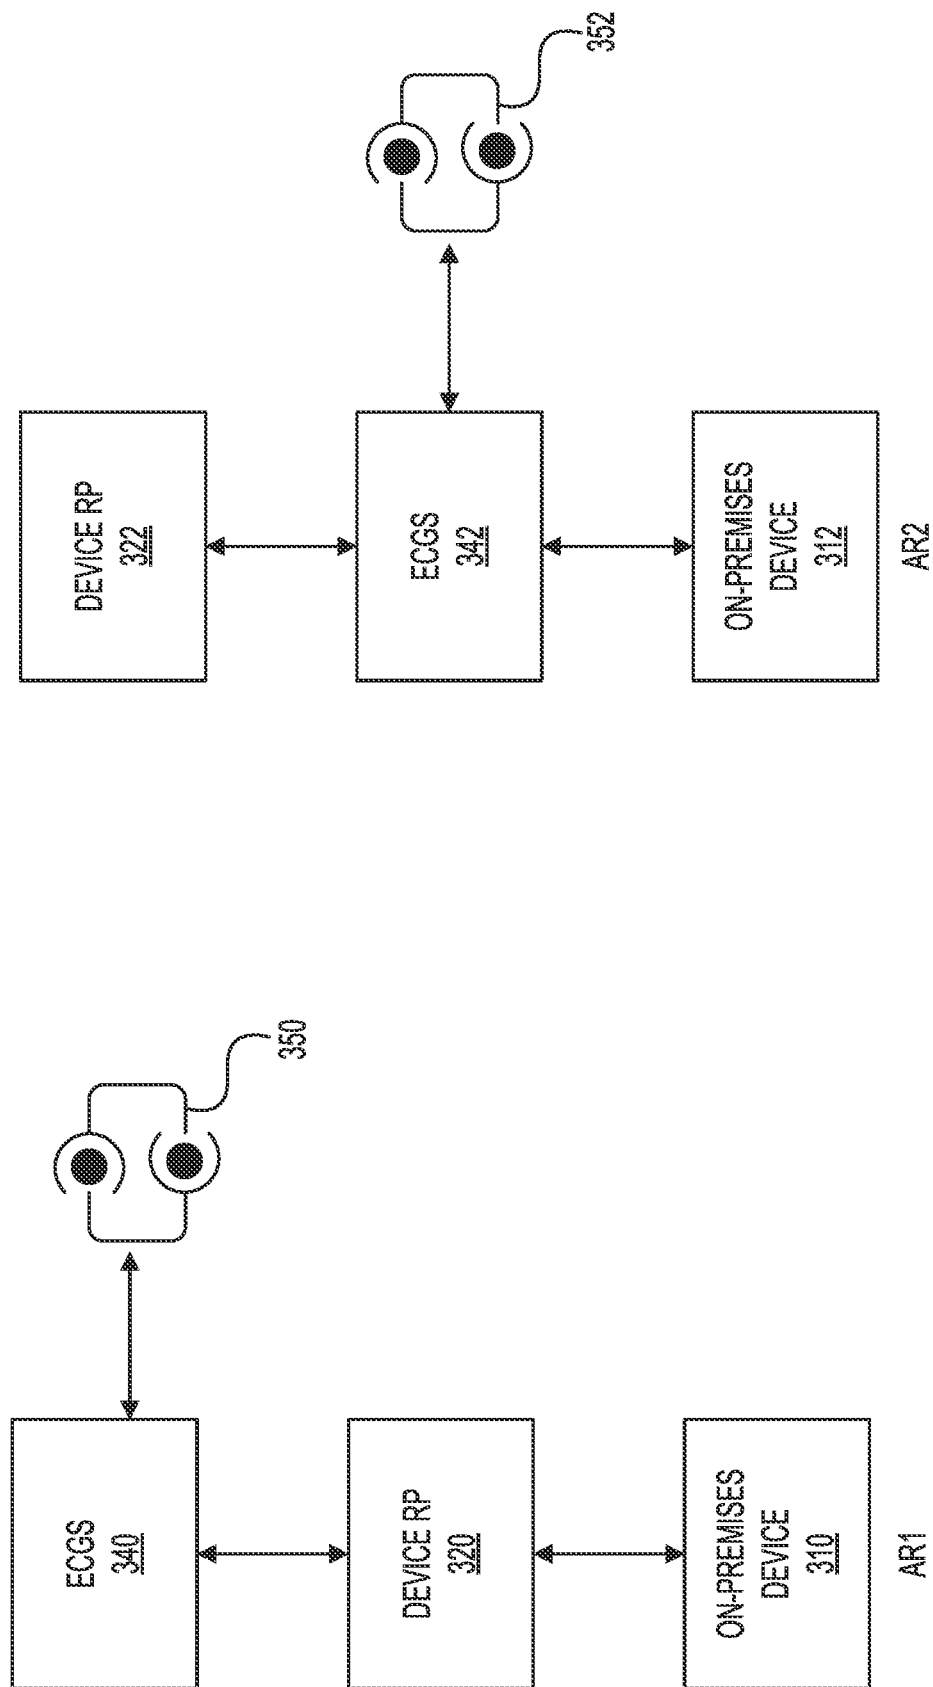 ECGS
340
350
DEVICE RP
320
ON-PREMISES
DEVICE
310
AR1
DEVICE RP
322
352
ECGS
342
ON-PREMISES
DEVICE
312
AR2